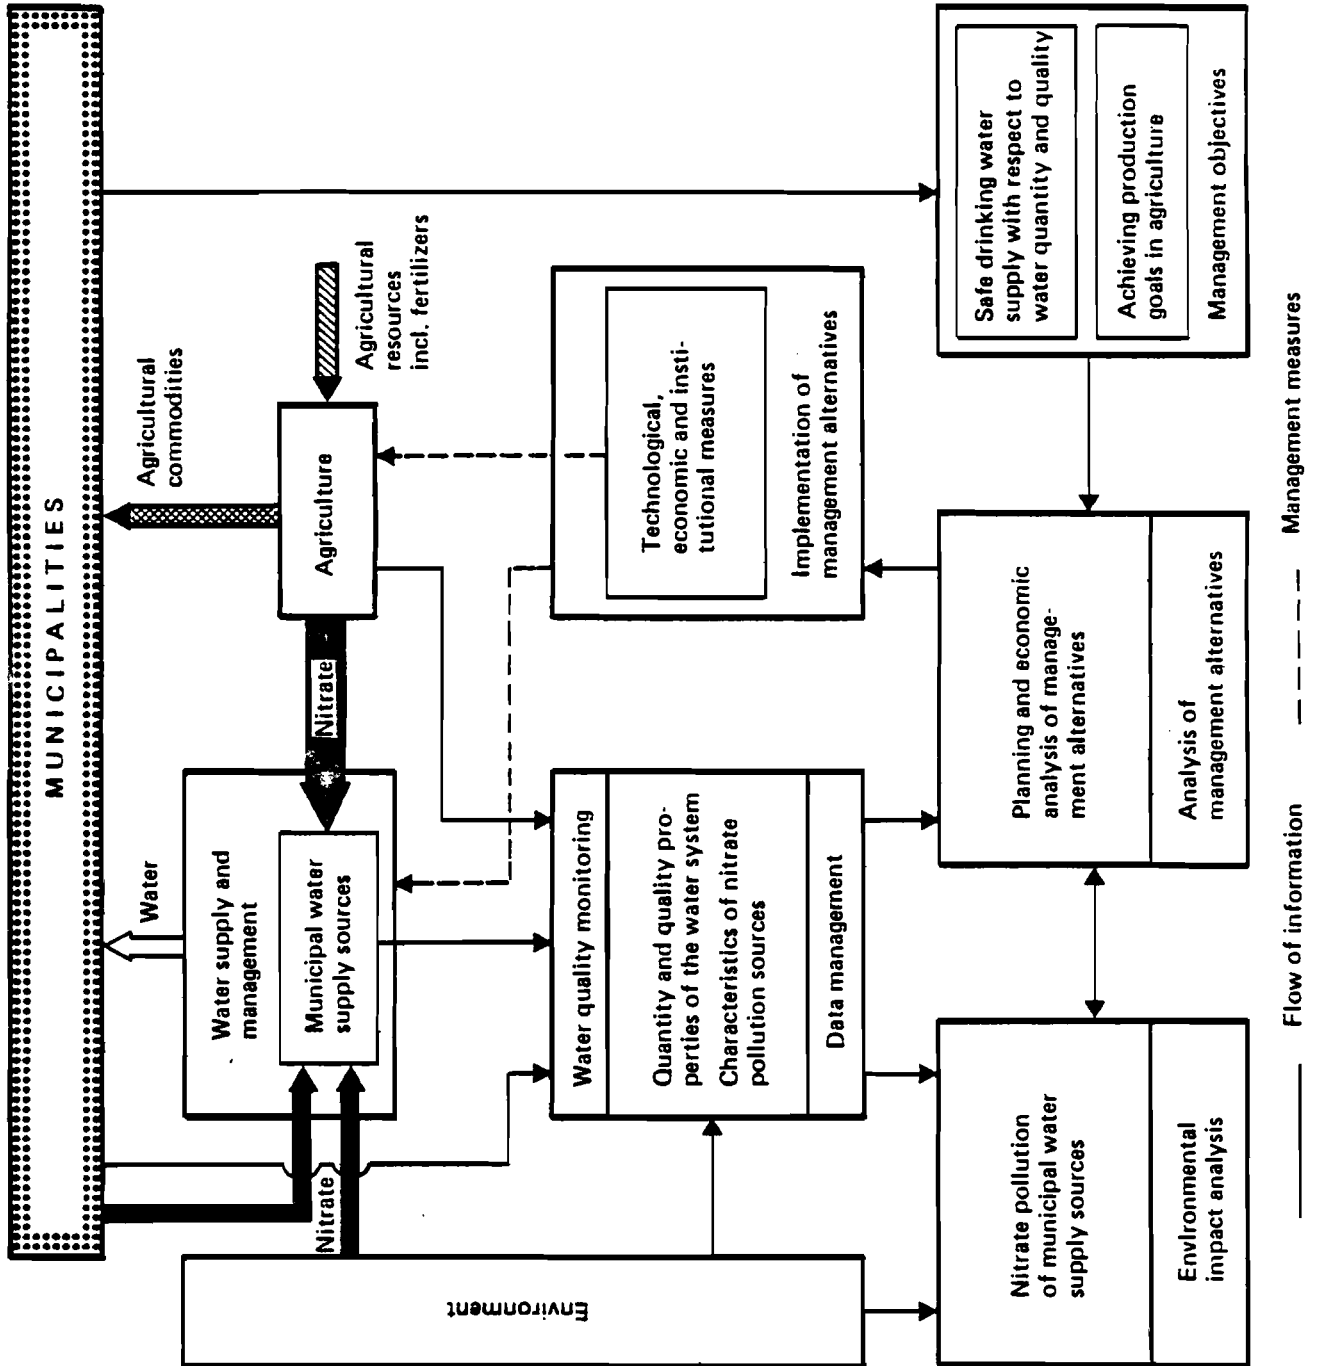 MUNICIPALITIES
Water
Agricultural
commodities
Water supply and
management
Municipal water
supply sources
Nitrate
Agriculture
Agricultural
resources
incl. fertilizers
Nitrate
Environment
Water quality monitoring
Quantity and quality pro-
perties of the water system
Characteristics of nitrate
pollution sources
Data management
Technological,
economic and insti-
tutional measures
Implementation of
management alternatives
Nitrate pollution
of municipal water
supply sources
Environmental
impact analysis
Planning and economic
analysis of manage-
ment alternatives
Analysis of
management alternatives
Safe drinking water
supply with respect to
water quantity and quality
Achieving production
goals in agriculture
Management objectives
Flow of information
Management measures